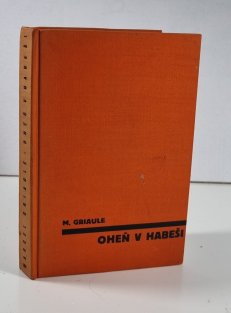 M. GRIAULE
OHEŇ V HABEŠI